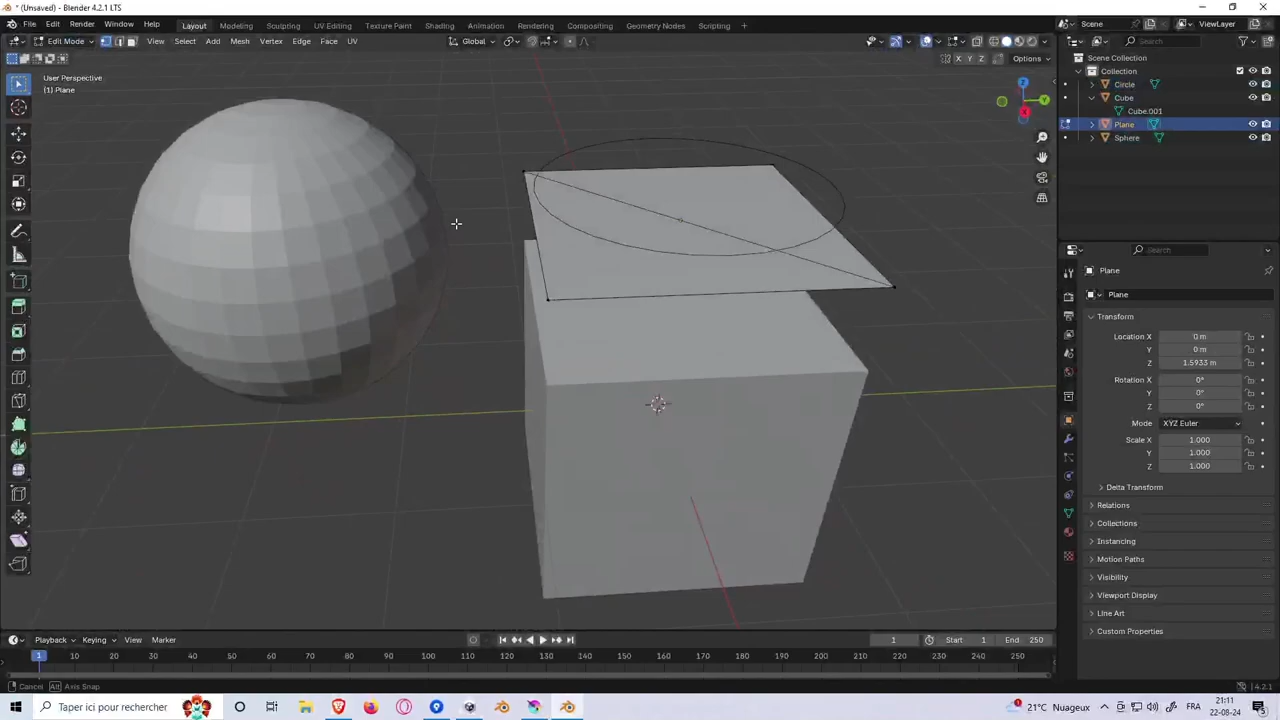 * (Unsaved) - Blender 4.2.1 LTS
File Edit Render Window Help Layout Modeling Sculpting UV Editing Texture Paint Shading Animation Rendering Compositing Geometry Nodes Scripting Scene ViewLayer
Edit Mode View Select Add Mesh Vertex Edge Face UV Global Search
X Y Z Options
User Perspective
(1) Plane
Scene Collection
Collection
Circle
Cube
Cube.001
Plane
Sphere
Z
Y
X
Search
Plane
Plane
Transform
Location X 0 m
Y 0 m
Z 1.5933 m
Rotation X 0°
Y 0°
Z 0°
Mode XYZ Euler
Scale X 1.000
Y 1.000
Z 1.000
Delta Transform
Relations
Collections
Instancing
Motion Paths
Visibility
Viewport Display
Line Art
Custom Properties
Playback Keying View Marker 1 Start 1 End 250
1 10 20 30 40 50 60 70 80 90 100 110 120 130 140 150 160 170 180 190 200 210 220 230 240 250
Cancel Alt Axis Snap 4.2.1
Taper ici pour rechercher 21°C Nuageux FRA 21:11
22-08-24